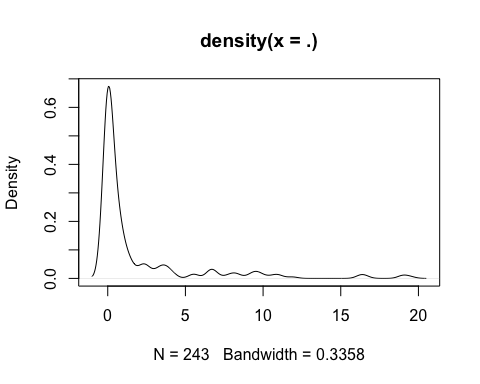 density(x = .)
Density
0.0 0.2 0.4 0.6
0 5 10 15 20
N = 243 Bandwidth = 0.3358